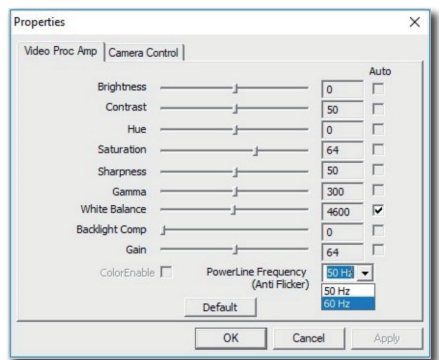 Properties
Video Proc Amp Camera Control
Auto
Brightness 0
Contrast 50
Hue 0
Saturation 64
Sharpness 50
Gamma 300
White Balance 4600
Backlight Comp 0
Gain 64
ColorEnable PowerLine Frequency 50 Hz
(Anti Flicker)
50 Hz
60 Hz
Default
OK Cancel Apply